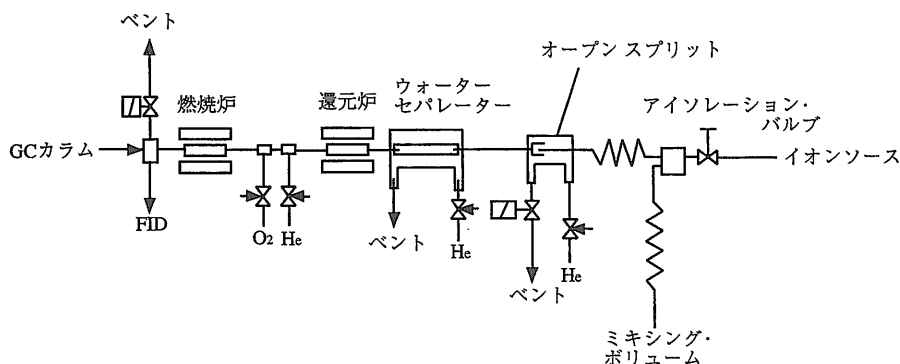 ベント
オープン スプリット
燃焼炉
還元炉
ウォーター
セパレーター
アイソレーション・
バルブ
GCカラム
イオンソース
FID
O2
He
ベント
He
ベント
He
ミキシング・
ボリューム